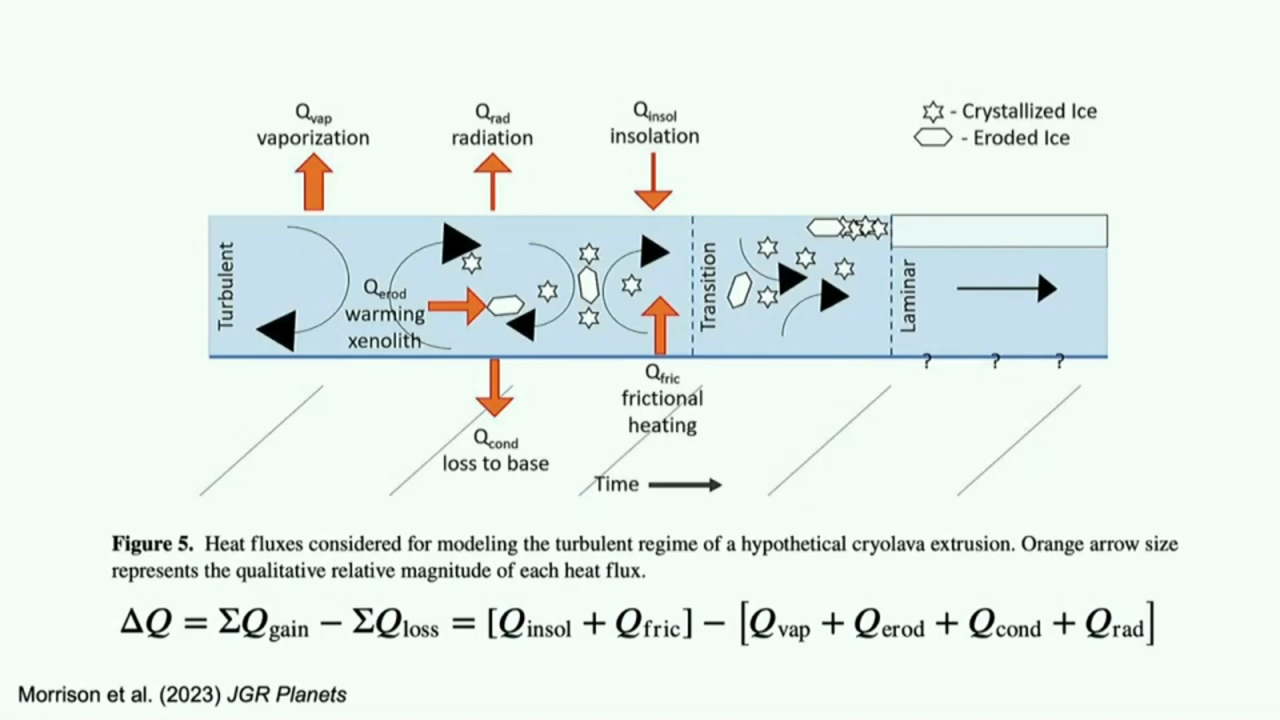 Q_vap
vaporization
Q_rad
radiation
Q_insol
insolation
☆ - Crystallized Ice
- Eroded Ice
Turbulent
Q_erod
warming
xenolith
Transition
Laminar
? ? ?
Q_fric
frictional
heating
Q_cond
loss to base
Time
Figure 5. Heat fluxes considered for modeling the turbulent regime of a hypothetical cryolava extrusion. Orange arrow size
represents the qualitative relative magnitude of each heat flux.
ΔQ = ΣQ_gain − ΣQ_loss = [Q_insol + Q_fric] − [Q_vap + Q_erod + Q_cond + Q_rad]
Morrison et al. (2023) JGR Planets